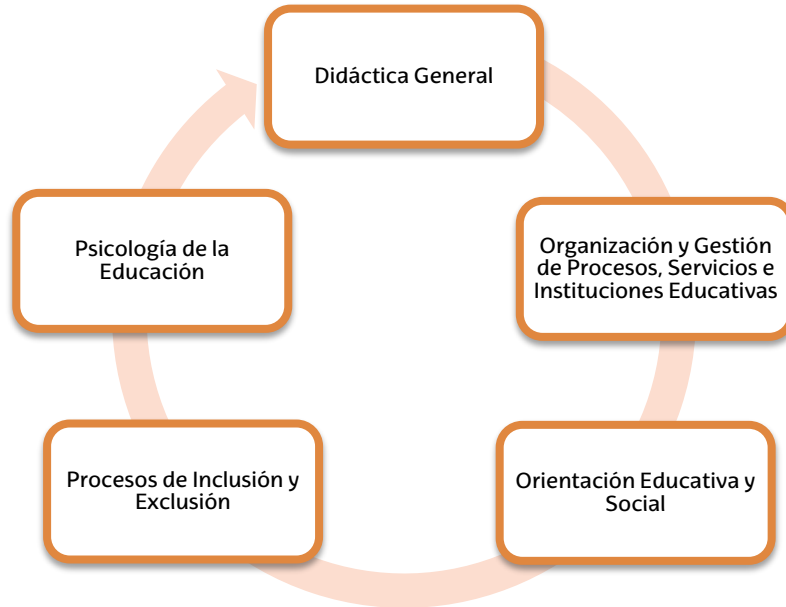 Didáctica General
Organización y Gestión
de Procesos, Servicios e
Instituciones Educativas
Orientación Educativa y
Social
Procesos de Inclusión y
Exclusión
Psicología de la
Educación